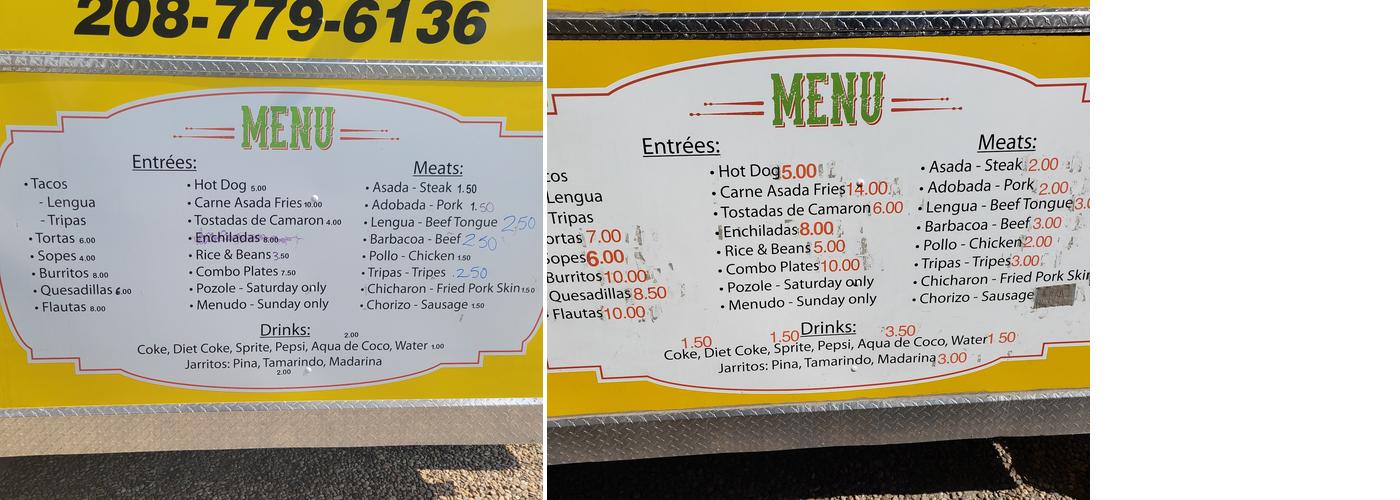 208-779-6136
MENU
Entrées:
• Tacos
- Lengua
- Tripas
• Tortas 6.00
• Sopes 4.00
• Burritos 8.00
• Quesadillas 6.00
• Flautas 8.00
• Hot Dog 5.00
• Carne Asada Fries 10.00
• Tostadas de Camaron 4.00
• Enchiladas 8.00
• Rice & Beans 3.50
• Combo Plates 7.50
• Pozole - Saturday only
• Menudo - Sunday only
Meats:
• Asada - Steak 1.50
• Adobada - Pork 1.50
• Lengua - Beef Tongue 2.50
• Barbacoa - Beef 2.50
• Pollo - Chicken 1.50
• Tripas - Tripes 2.50
• Chicharon - Fried Pork Skin 1.50
• Chorizo - Sausage 1.50
Drinks:
2.00
Coke, Diet Coke, Sprite, Pepsi, Aqua de Coco, Water 1.00
Jarritos: Pina, Tamarindo, Madarina
2.00
MENU
Entrées:
cos
Lengua
Tripas
ortas 7.00
Sopes 6.00
Burritos 10.00
Quesadillas 8.50
• Flautas 10.00
• Hot Dog 5.00
• Carne Asada Fries 14.00
• Tostadas de Camaron 6.00
• Enchiladas 8.00
• Rice & Beans 5.00
• Combo Plates 10.00
• Pozole - Saturday only
• Menudo - Sunday only
Meats:
• Asada - Steak 2.00
• Adobada - Pork 2.00
• Lengua - Beef Tongue 3.0
• Barbacoa - Beef 3.00
• Pollo - Chicken 2.00
• Tripas - Tripes 3.00
• Chicharon - Fried Pork Skin
• Chorizo - Sausage
Drinks:
1.50 1.50 3.50
Coke, Diet Coke, Sprite, Pepsi, Aqua de Coco, Water 1 50
Jarritos: Pina, Tamarindo, Madarina 3.00